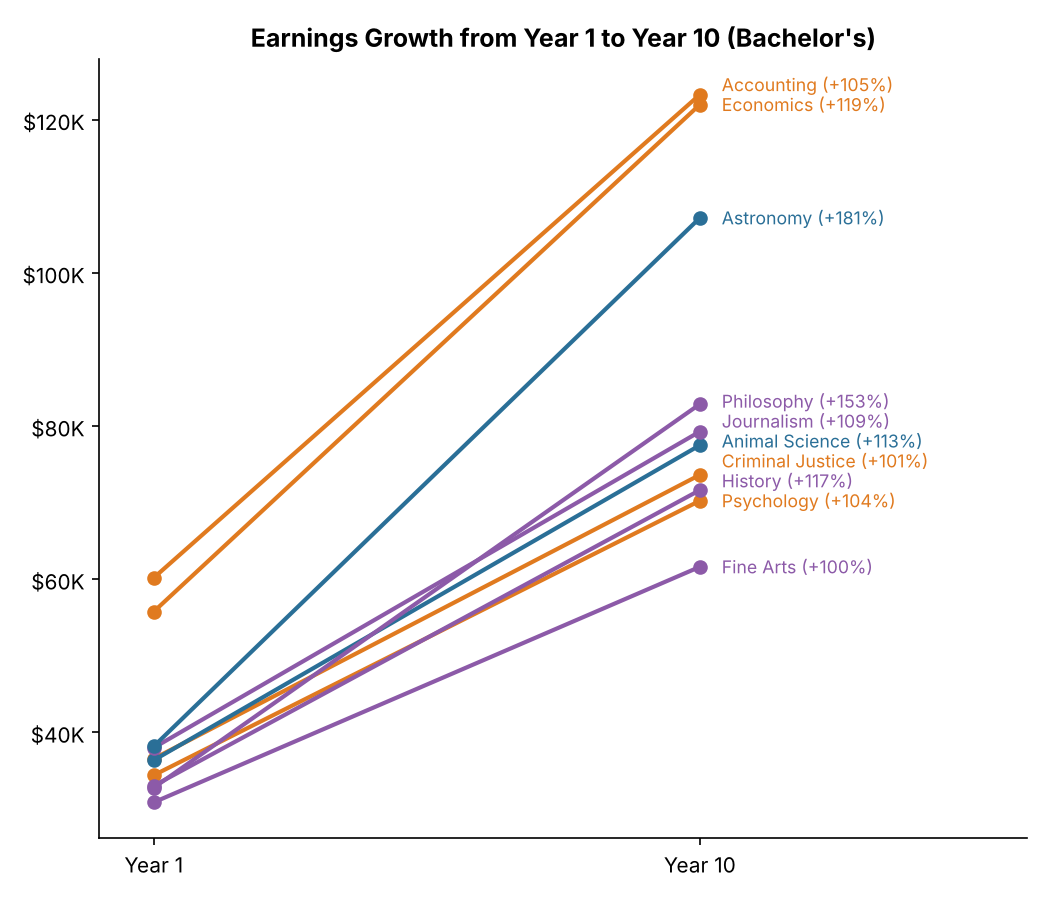 Earnings Growth from Year 1 to Year 10 (Bachelor's)
Accounting (+105%)
Economics (+119%)
$120K
Astronomy (+181%)
$100K
Philosophy (+153%)
Journalism (+109%)
$80K
Animal Science (+113%)
Criminal Justice (+101%)
History (+117%)
Psychology (+104%)
Fine Arts (+100%)
$60K
$40K
Year 1
Year 10